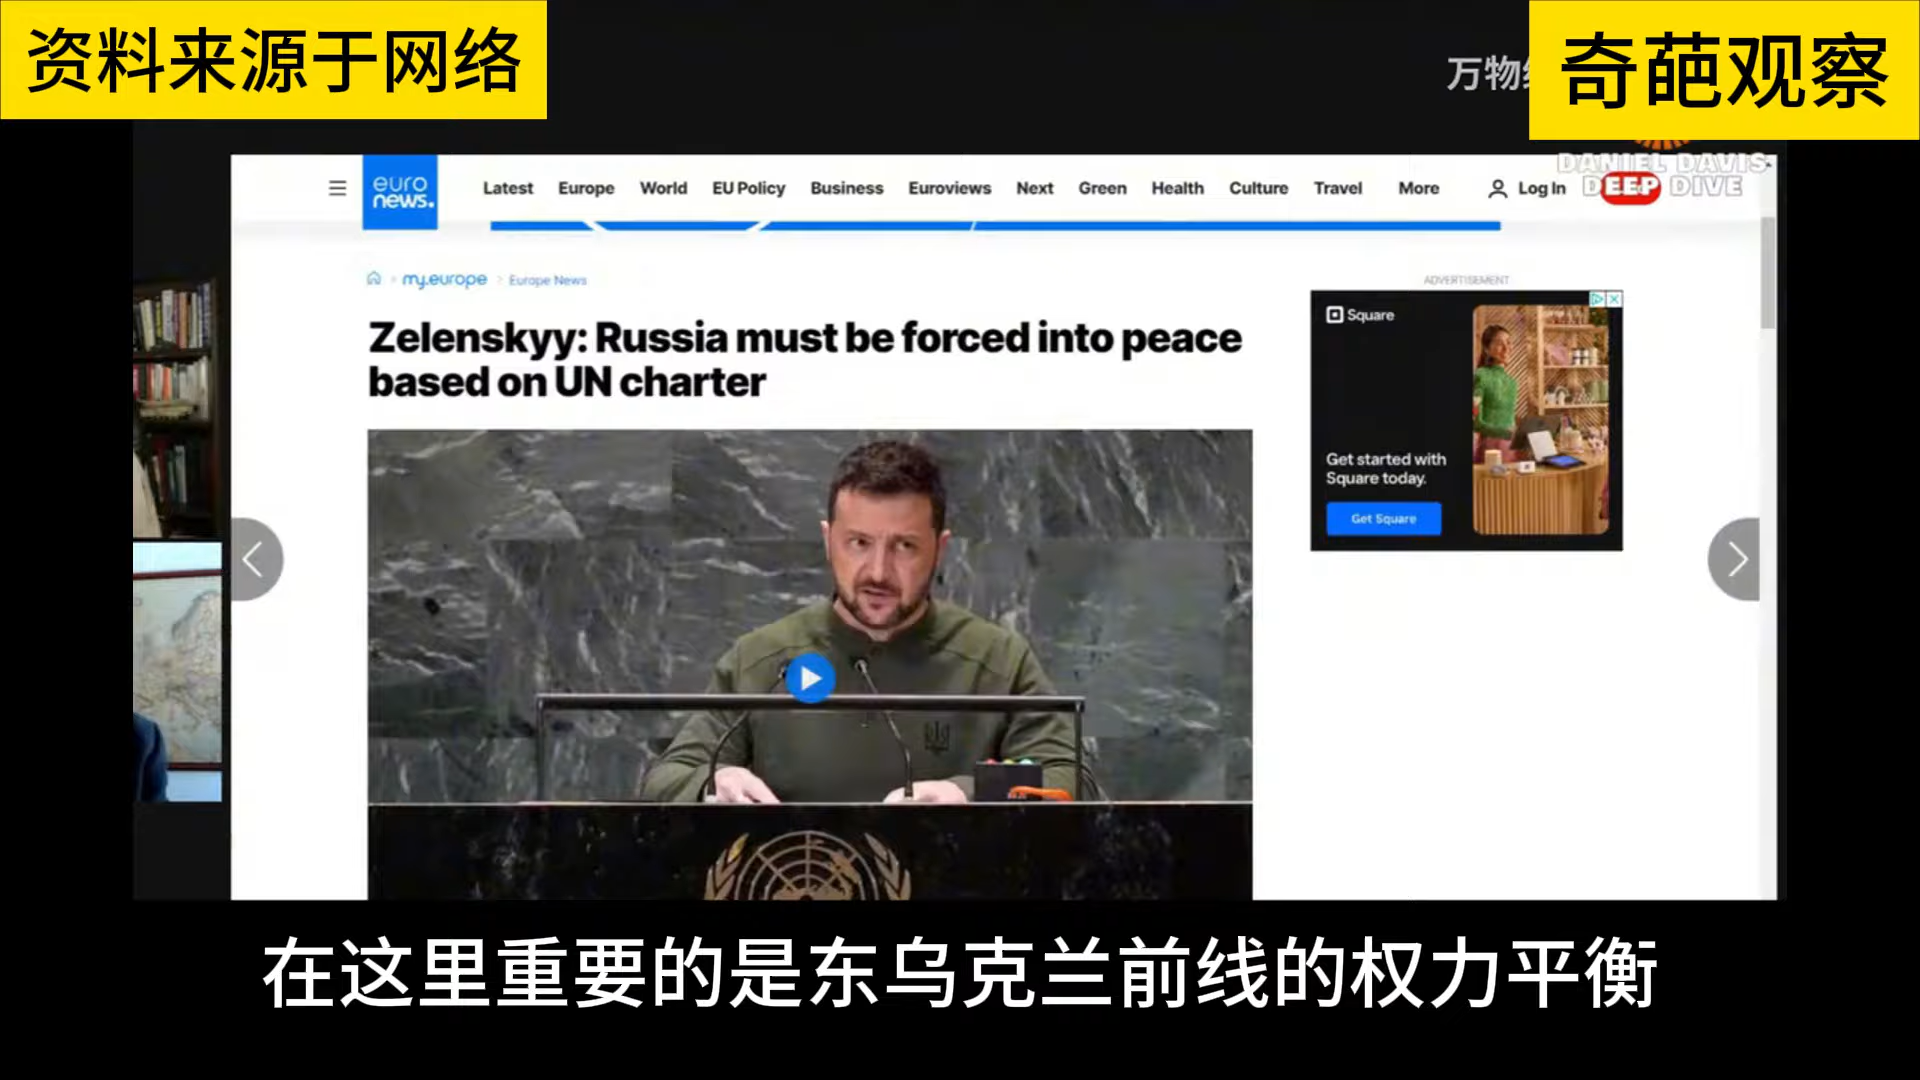 资料来源于网络
万物
奇葩观察
DANIEL DAVIS
DEEP DIVE
euro
news.
Latest
Europe
World
EU Policy
Business
Euroviews
Next
Green
Health
Culture
Travel
More
Log In
my.europe
Europe News
ADVERTISEMENT
Zelenskyy: Russia must be forced into peace
based on UN charter
Square
Get started with
Square today.
Get Square
在这里重要的是东乌克兰前线的权力平衡